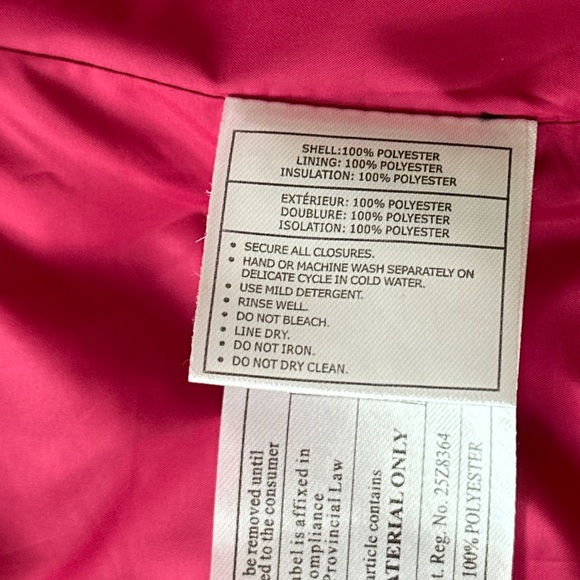 SHELL:100% POLYESTER
LINING: 100% POLYESTER
INSULATION: 100% POLYESTER
EXTÉRIEUR: 100% POLYESTER
DOUBLURE: 100% POLYESTER
ISOLATION: 100% POLYESTER
• SECURE ALL CLOSURES.
• HAND OR MACHINE WASH SEPARATELY ON
DELICATE CYCLE IN COLD WATER.
• USE MILD DETERGENT.
• RINSE WELL.
• DO NOT BLEACH.
• LINE DRY.
• DO NOT IRON.
• DO NOT DRY CLEAN.
be removed until
ed to the consumer
abel is affixed in
ompliance
Provincial Law
article contains
ATERIAL ONLY
t. Reg. No. 25Z8364
100% POLYESTER